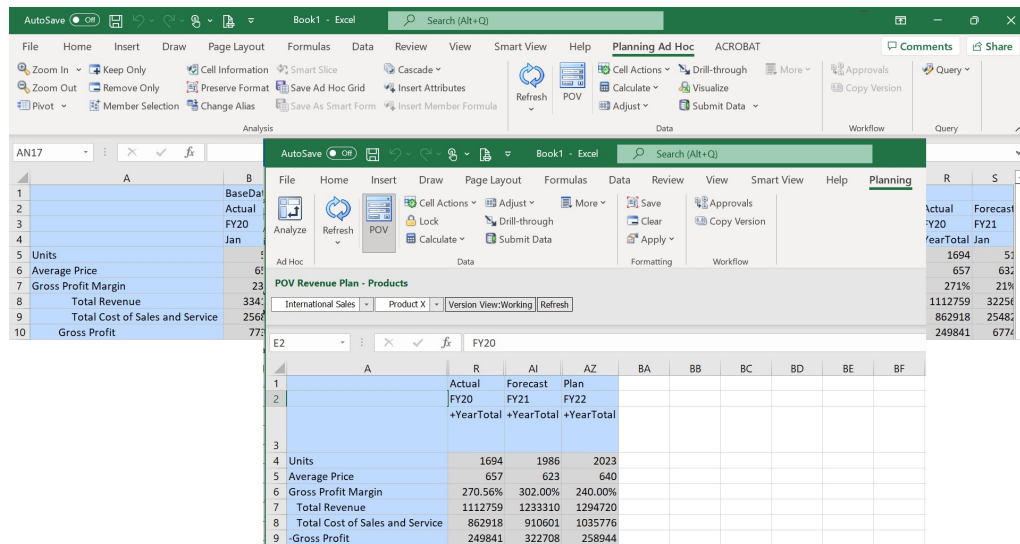 AutoSave Off Book1 - Excel Search (Alt+Q)
File Home Insert Draw Page Layout Formulas Data Review View Smart View Help Planning Ad Hoc ACROBAT Comments Share
Zoom In Keep Only Cell Information Smart Slice Cascade Cell Actions Drill-through More Approvals Query
Zoom Out Remove Only Preserve Format Save Ad Hoc Grid Insert Attributes Refresh POV Calculate Visualize Copy Version
Pivot Member Selection Change Alias Save As Smart Form Insert Member Formula Adjust Submit Data
Analysis Data Workflow Query
AN17 fx
A B R S
1 BaseDa
2 Actual Actual Forecast
3 FY20 FY20 FY21
4 Jan YearTotal Jan
5 Units 1694 51
6 Average Price 65 657 632
7 Gross Profit Margin 23 271% 21%
8 Total Revenue 3341 1112759 32256
9 Total Cost of Sales and Service 2568 862918 25482
10 Gross Profit 773 249841 6774
AutoSave Off Book1 - Excel Search (Alt+Q)
File Home Insert Draw Page Layout Formulas Data Review View Smart View Help Planning
Analyze Refresh POV Cell Actions Adjust More Save Approvals
Lock Drill-through Clear Copy Version
Calculate Submit Data Apply
Ad Hoc Data Formatting Workflow
POV Revenue Plan - Products
International Sales Product X Version View:Working Refresh
E2 fx FY20
A R AI AZ BA BB BC BD BE BF
1 Actual Forecast Plan
2 FY20 FY21 FY22
3 +YearTotal +YearTotal +YearTotal
4 Units 1694 1986 2023
5 Average Price 657 623 640
6 Gross Profit Margin 270.56% 302.00% 240.00%
7 Total Revenue 1112759 1233310 1294720
8 Total Cost of Sales and Service 862918 910601 1035776
9 -Gross Profit 249841 322708 258944